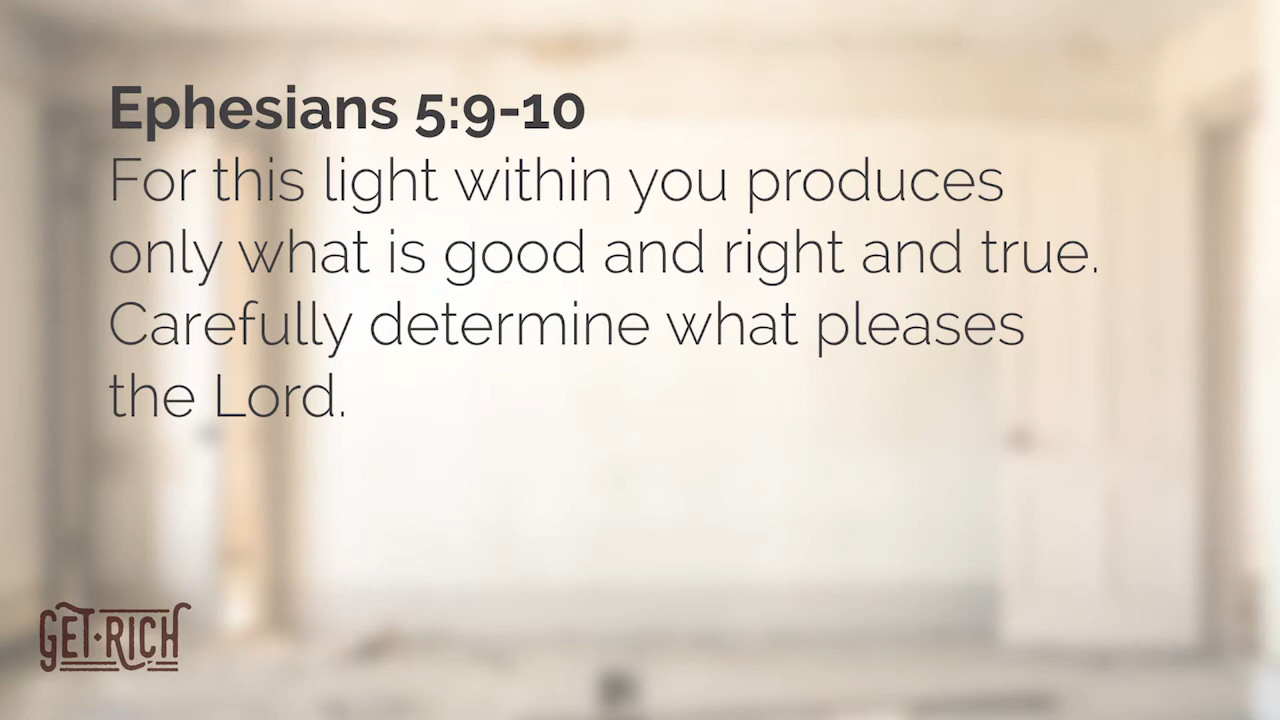 Ephesians 5:9-10
For this light within you produces
only what is good and right and true.
Carefully determine what pleases
the Lord.
GET·RICH